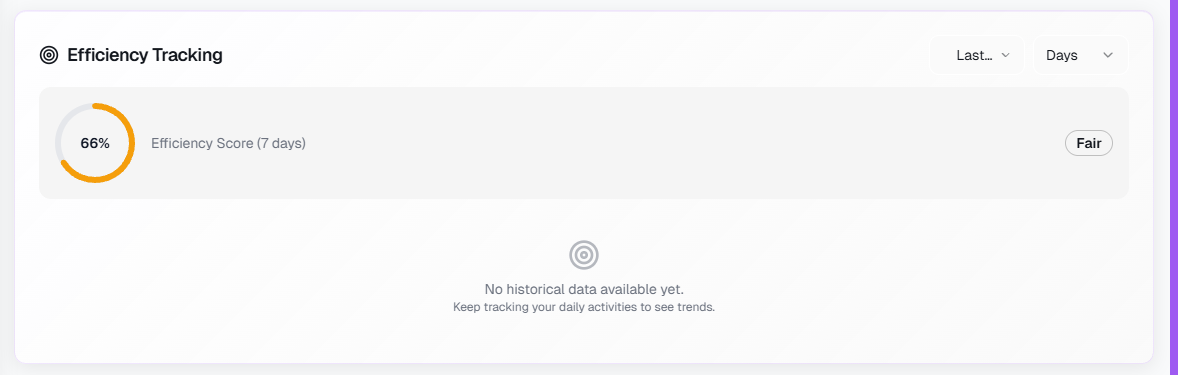 Efficiency Tracking
Last...
Days
66%
Efficiency Score (7 days)
Fair
No historical data available yet.
Keep tracking your daily activities to see trends.